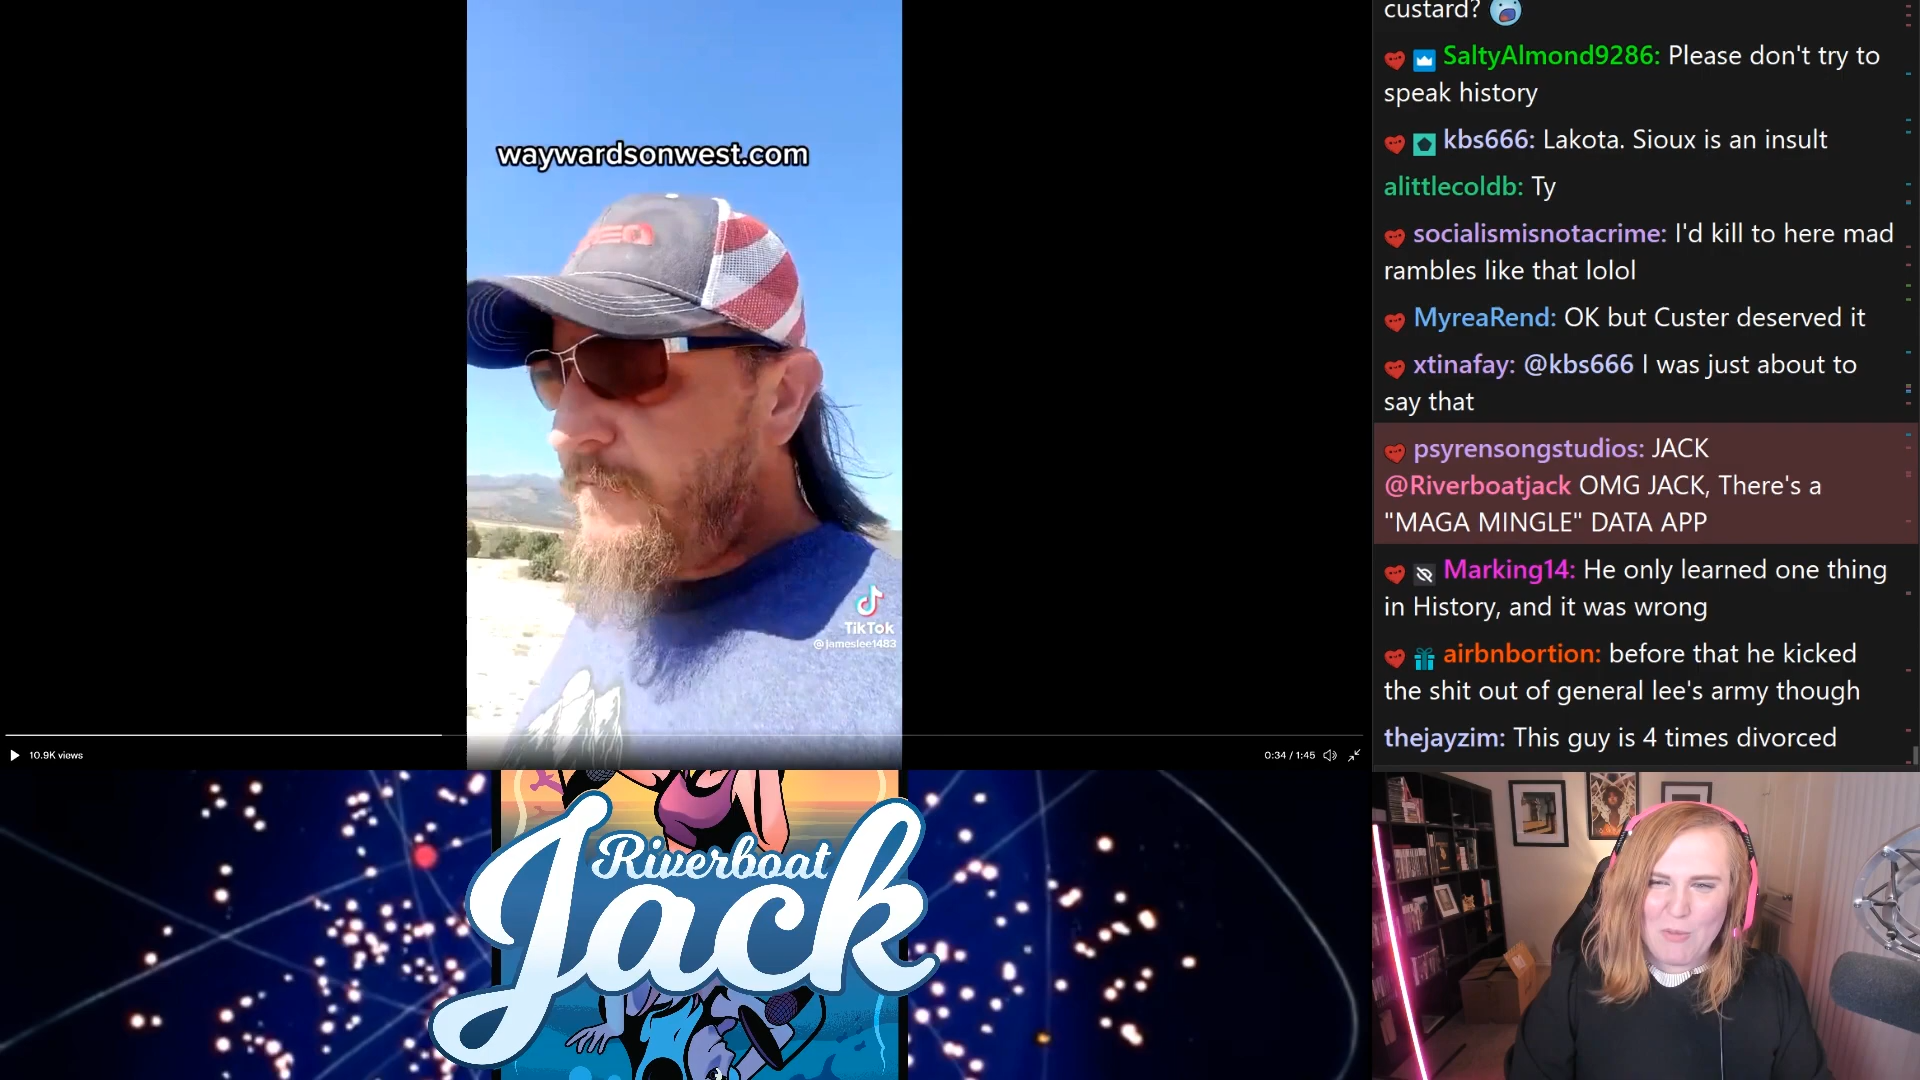 waywardsonwest.com
TikTok
@jameslee1483
10.9K views
0:34 / 1:45
custard?
SaltyAlmond9286: Please don't try to
speak history
kbs666: Lakota. Sioux is an insult
alittlecoldb: Ty
socialismisnotacrime: I'd kill to here mad
rambles like that lolol
MyreaRend: OK but Custer deserved it
xtinafay: @kbs666 I was just about to
say that
psyrensongstudios: JACK
@Riverboatjack OMG JACK, There's a
"MAGA MINGLE" DATA APP
Marking14: He only learned one thing
in History, and it was wrong
airbnbortion: before that he kicked
the shit out of general lee's army though
thejayzim: This guy is 4 times divorced
Riverboat
Jack